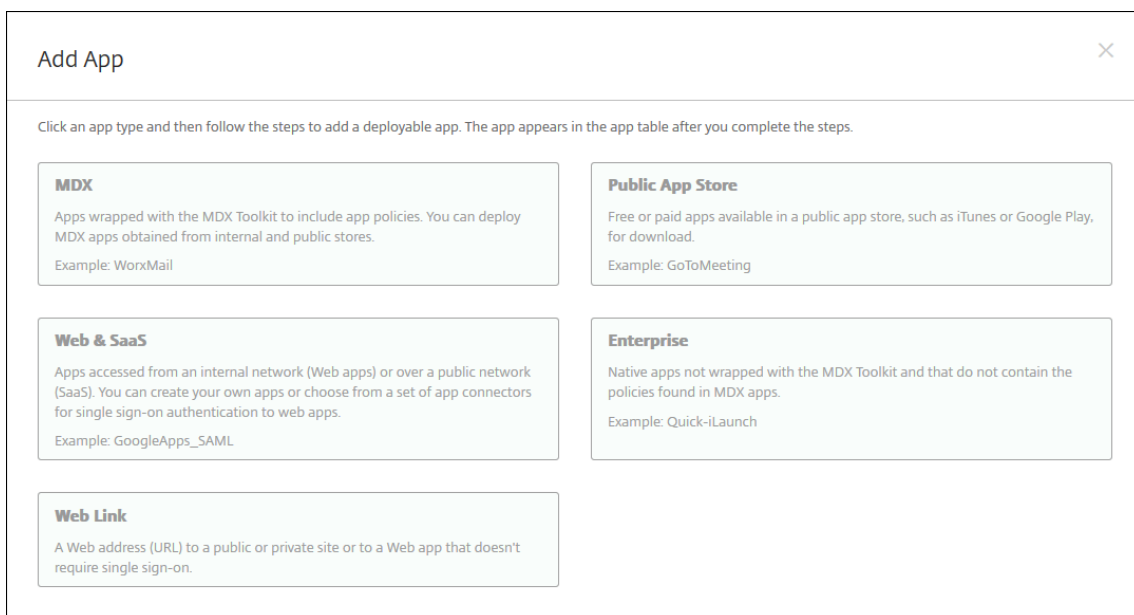 Add App
Click an app type and then follow the steps to add a deployable app. The app appears in the app table after you complete the steps.
MDX
Apps wrapped with the MDX Toolkit to include app policies. You can deploy
MDX apps obtained from internal and public stores.
Example: WorxMail
Public App Store
Free or paid apps available in a public app store, such as iTunes or Google Play,
for download.
Example: GoToMeeting
Web & SaaS
Apps accessed from an internal network (Web apps) or over a public network
(SaaS). You can create your own apps or choose from a set of app connectors
for single sign-on authentication to web apps.
Example: GoogleApps_SAML
Enterprise
Native apps not wrapped with the MDX Toolkit and that do not contain the
policies found in MDX apps.
Example: Quick-iLaunch
Web Link
A Web address (URL) to a public or private site or to a Web app that doesn't
require single sign-on.